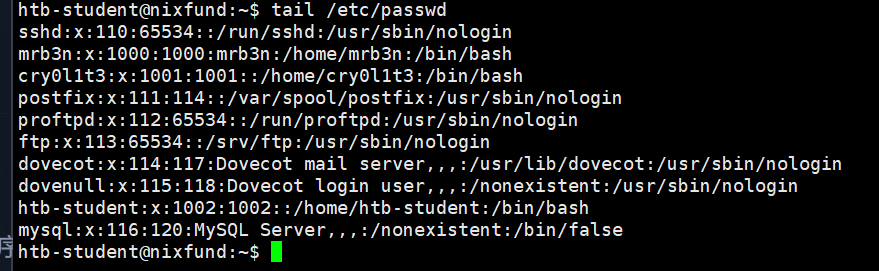 htb-student@nixfund:~$ tail /etc/passwd
sshd:x:110:65534::/run/sshd:/usr/sbin/nologin
mrb3n:x:1000:1000:mrb3n:/home/mrb3n:/bin/bash
cry0l1t3:x:1001:1001::/home/cry0l1t3:/bin/bash
postfix:x:111:114::/var/spool/postfix:/usr/sbin/nologin
proftpd:x:112:65534::/run/proftpd:/usr/sbin/nologin
ftp:x:113:65534::/srv/ftp:/usr/sbin/nologin
dovecot:x:114:117:Dovecot mail server,,,:/usr/lib/dovecot:/usr/sbin/nologin
dovenull:x:115:118:Dovecot login user,,,:/nonexistent:/usr/sbin/nologin
htb-student:x:1002:1002::/home/htb-student:/bin/bash
mysql:x:116:120:MySQL Server,,,:/nonexistent:/bin/false
序
htb-student@nixfund:~$